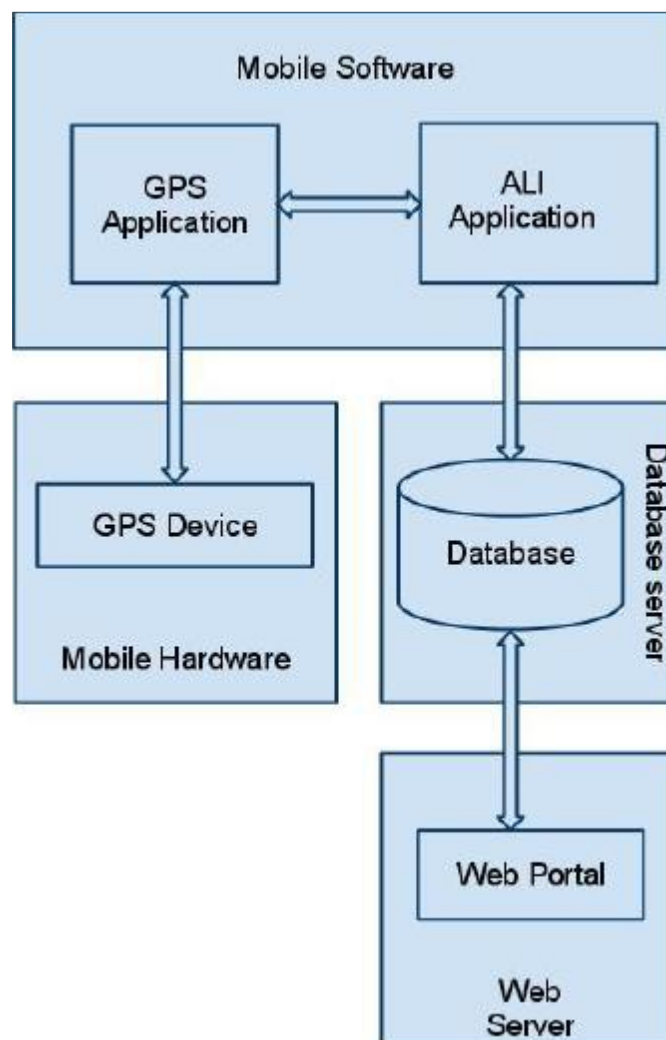 Mobile Software
GPS
Application
ALI
Application
GPS Device
Mobile Hardware
Database
Database server
Web Portal
Web
Server